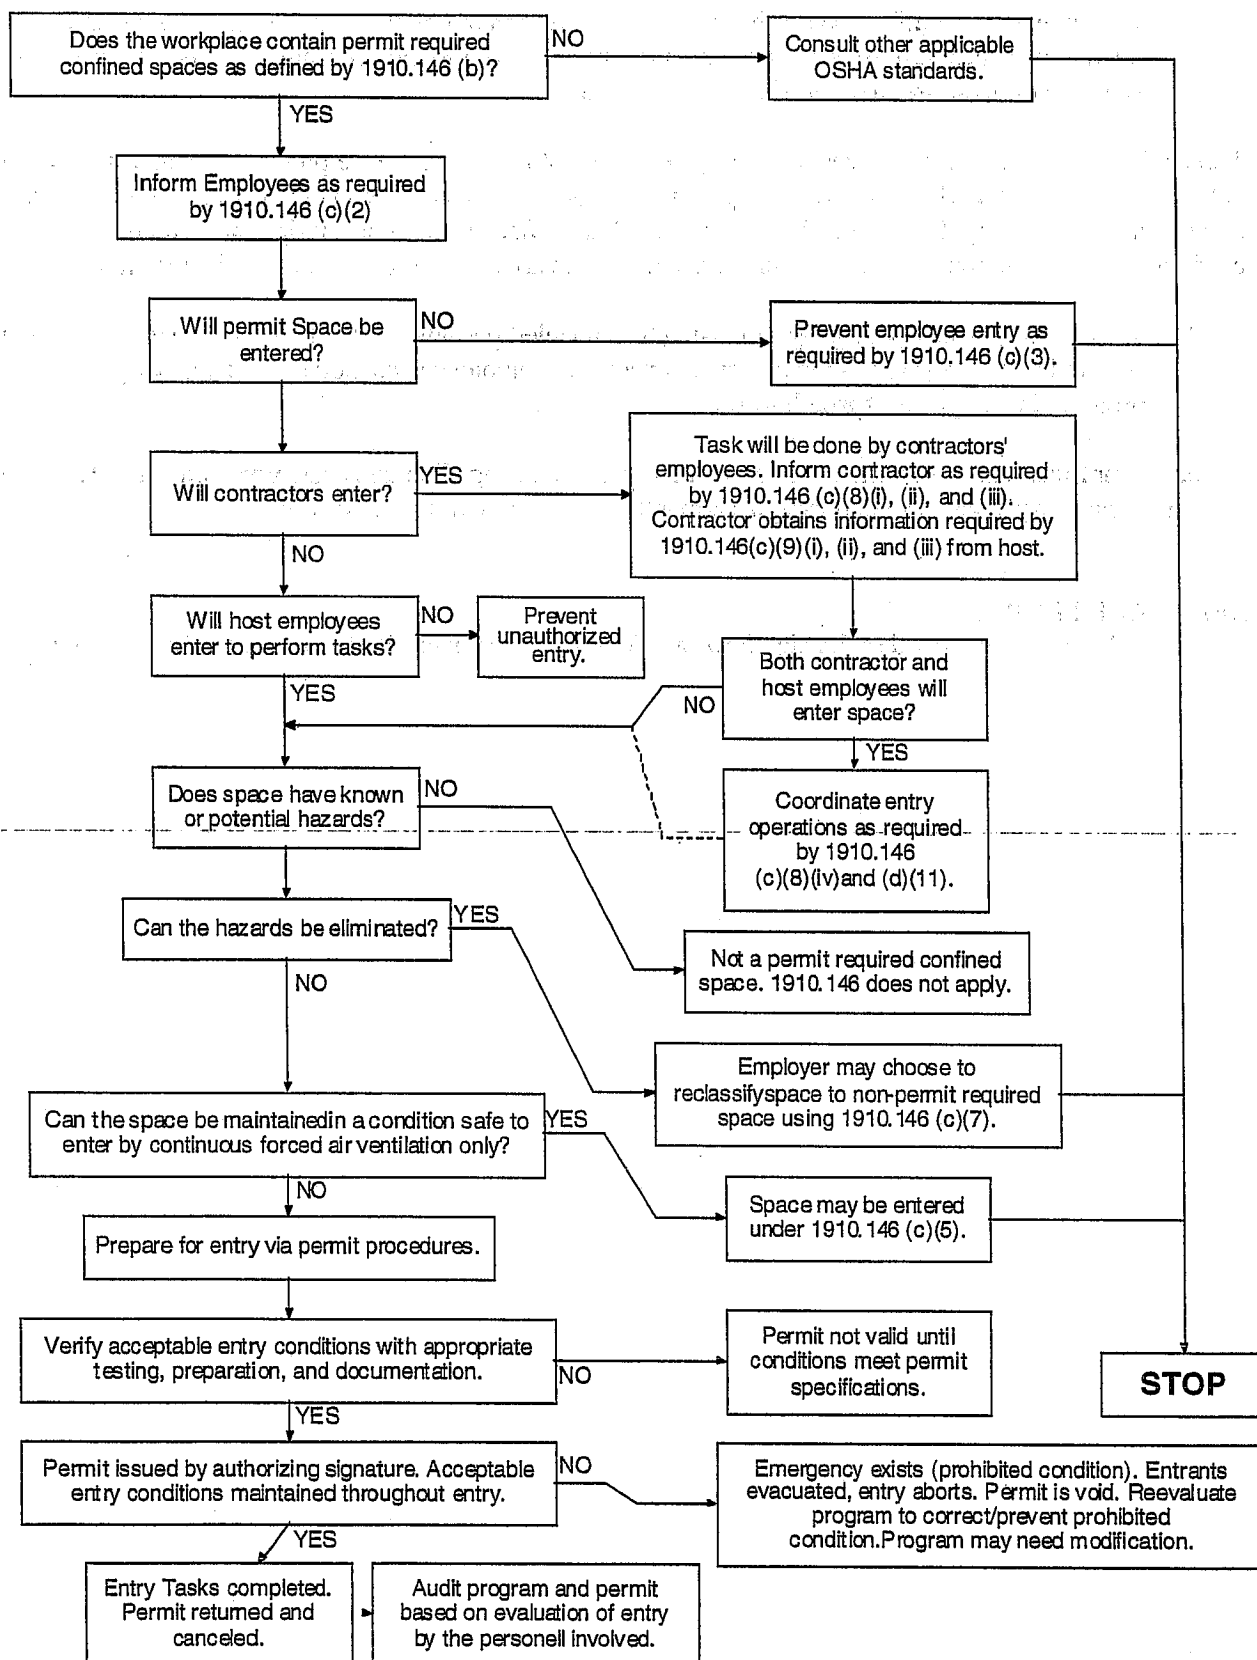 Does the workplace contain permit required
confined spaces as defined by 1910.146 (b)?
NO
Consult other applicable
OSHA standards.
YES
Inform Employees as required
by 1910.146 (c)(2)
Will permit Space be
entered?
NO
Prevent employee entry as
required by 1910.146 (c)(3).
Will contractors enter?
YES
Task will be done by contractors'
employees. Inform contractor as required
by 1910.146 (c)(8)(i), (ii), and (iii).
Contractor obtains information required by
1910.146(c)(9)(i), (ii), and (iii) from host.
NO
Will host employees
enter to perform tasks?
NO
Prevent
unauthorized
entry.
Both contractor and
host employees will
enter space?
YES
NO
YES
Does space have known
or potential hazards?
NO
Coordinate entry
operations as required
by 1910.146
(c)(8)(iv)and (d)(11).
Can the hazards be eliminated?
YES
Not a permit required confined
space. 1910.146 does not apply.
NO
Employer may choose to
reclassifyspace to non-permit required
space using 1910.146 (c)(7).
Can the space be maintainedin a condition safe to
enter by continuous forced air ventilation only?
YES
NO
Space may be entered
under 1910.146 (c)(5).
Prepare for entry via permit procedures.
Verify acceptable entry conditions with appropriate
testing, preparation, and documentation.
NO
Permit not valid until
conditions meet permit
specifications.
STOP
YES
Permit issued by authorizing signature. Acceptable
entry conditions maintained throughout entry.
NO
Emergency exists (prohibited condition). Entrants
evacuated, entry aborts. Permit is void. Reevaluate
program to correct/prevent prohibited
condition.Program may need modification.
YES
Entry Tasks completed.
Permit returned and
canceled.
Audit program and permit
based on evaluation of entry
by the personell involved.